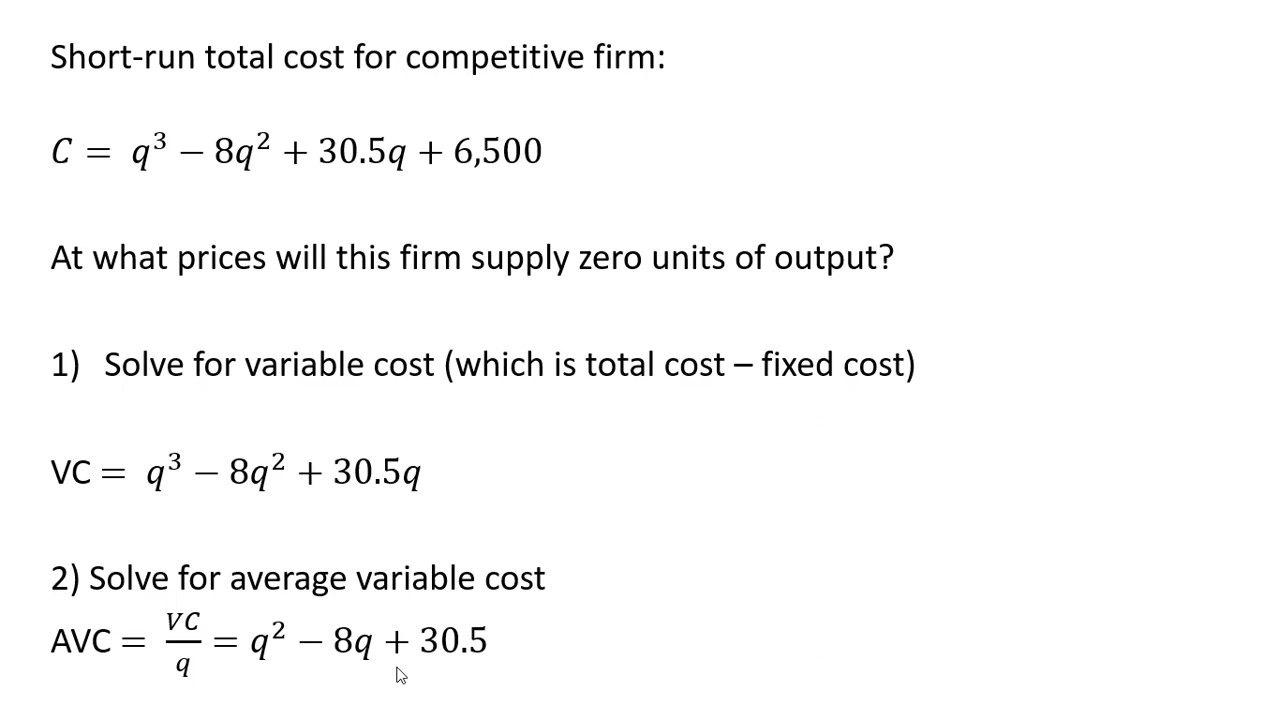 Short-run total cost for competitive firm:
C = q³ − 8q² + 30.5q + 6,500
At what prices will this firm supply zero units of output?
1) Solve for variable cost (which is total cost – fixed cost)
VC = q³ − 8q² + 30.5q
2) Solve for average variable cost
AVC = VC/q = q² − 8q + 30.5